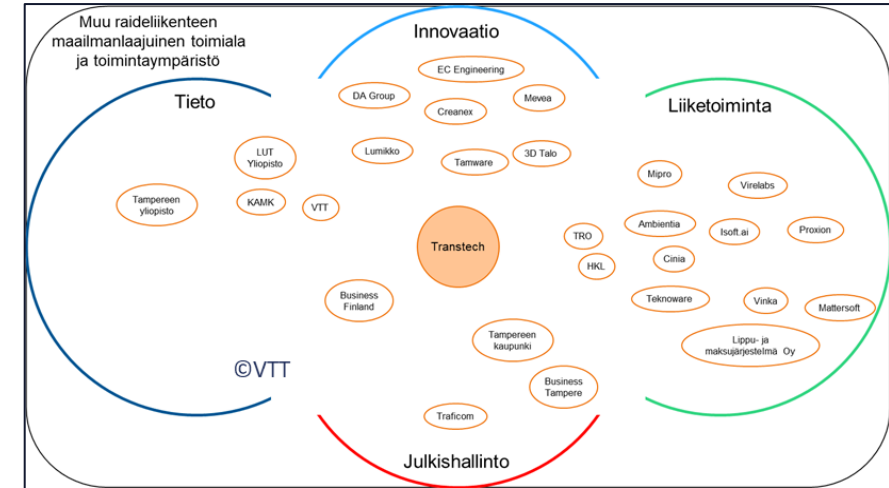 Muu raideliikenteen
maailmanlaajuinen toimiala
ja toimintaympäristö
Innovaatio
EC Engineering
DA Group
Mevea
Creanex
Lumikko
Tamware
3D Talo
Tieto
LUT
Yliopisto
Tampereen
yliopisto
KAMK
VTT
Liiketoiminta
Mipro
Virelabs
Ambientia
Isoft.ai
Proxion
TRO
HKL
Cinia
Teknoware
Vinka
Mattersoft
Lippu- ja
maksujärjestelmä Oy
Transtech
Business
Finland
Tampereen
kaupunki
Business
Tampere
Traficom
Julkishallinto
©VTT